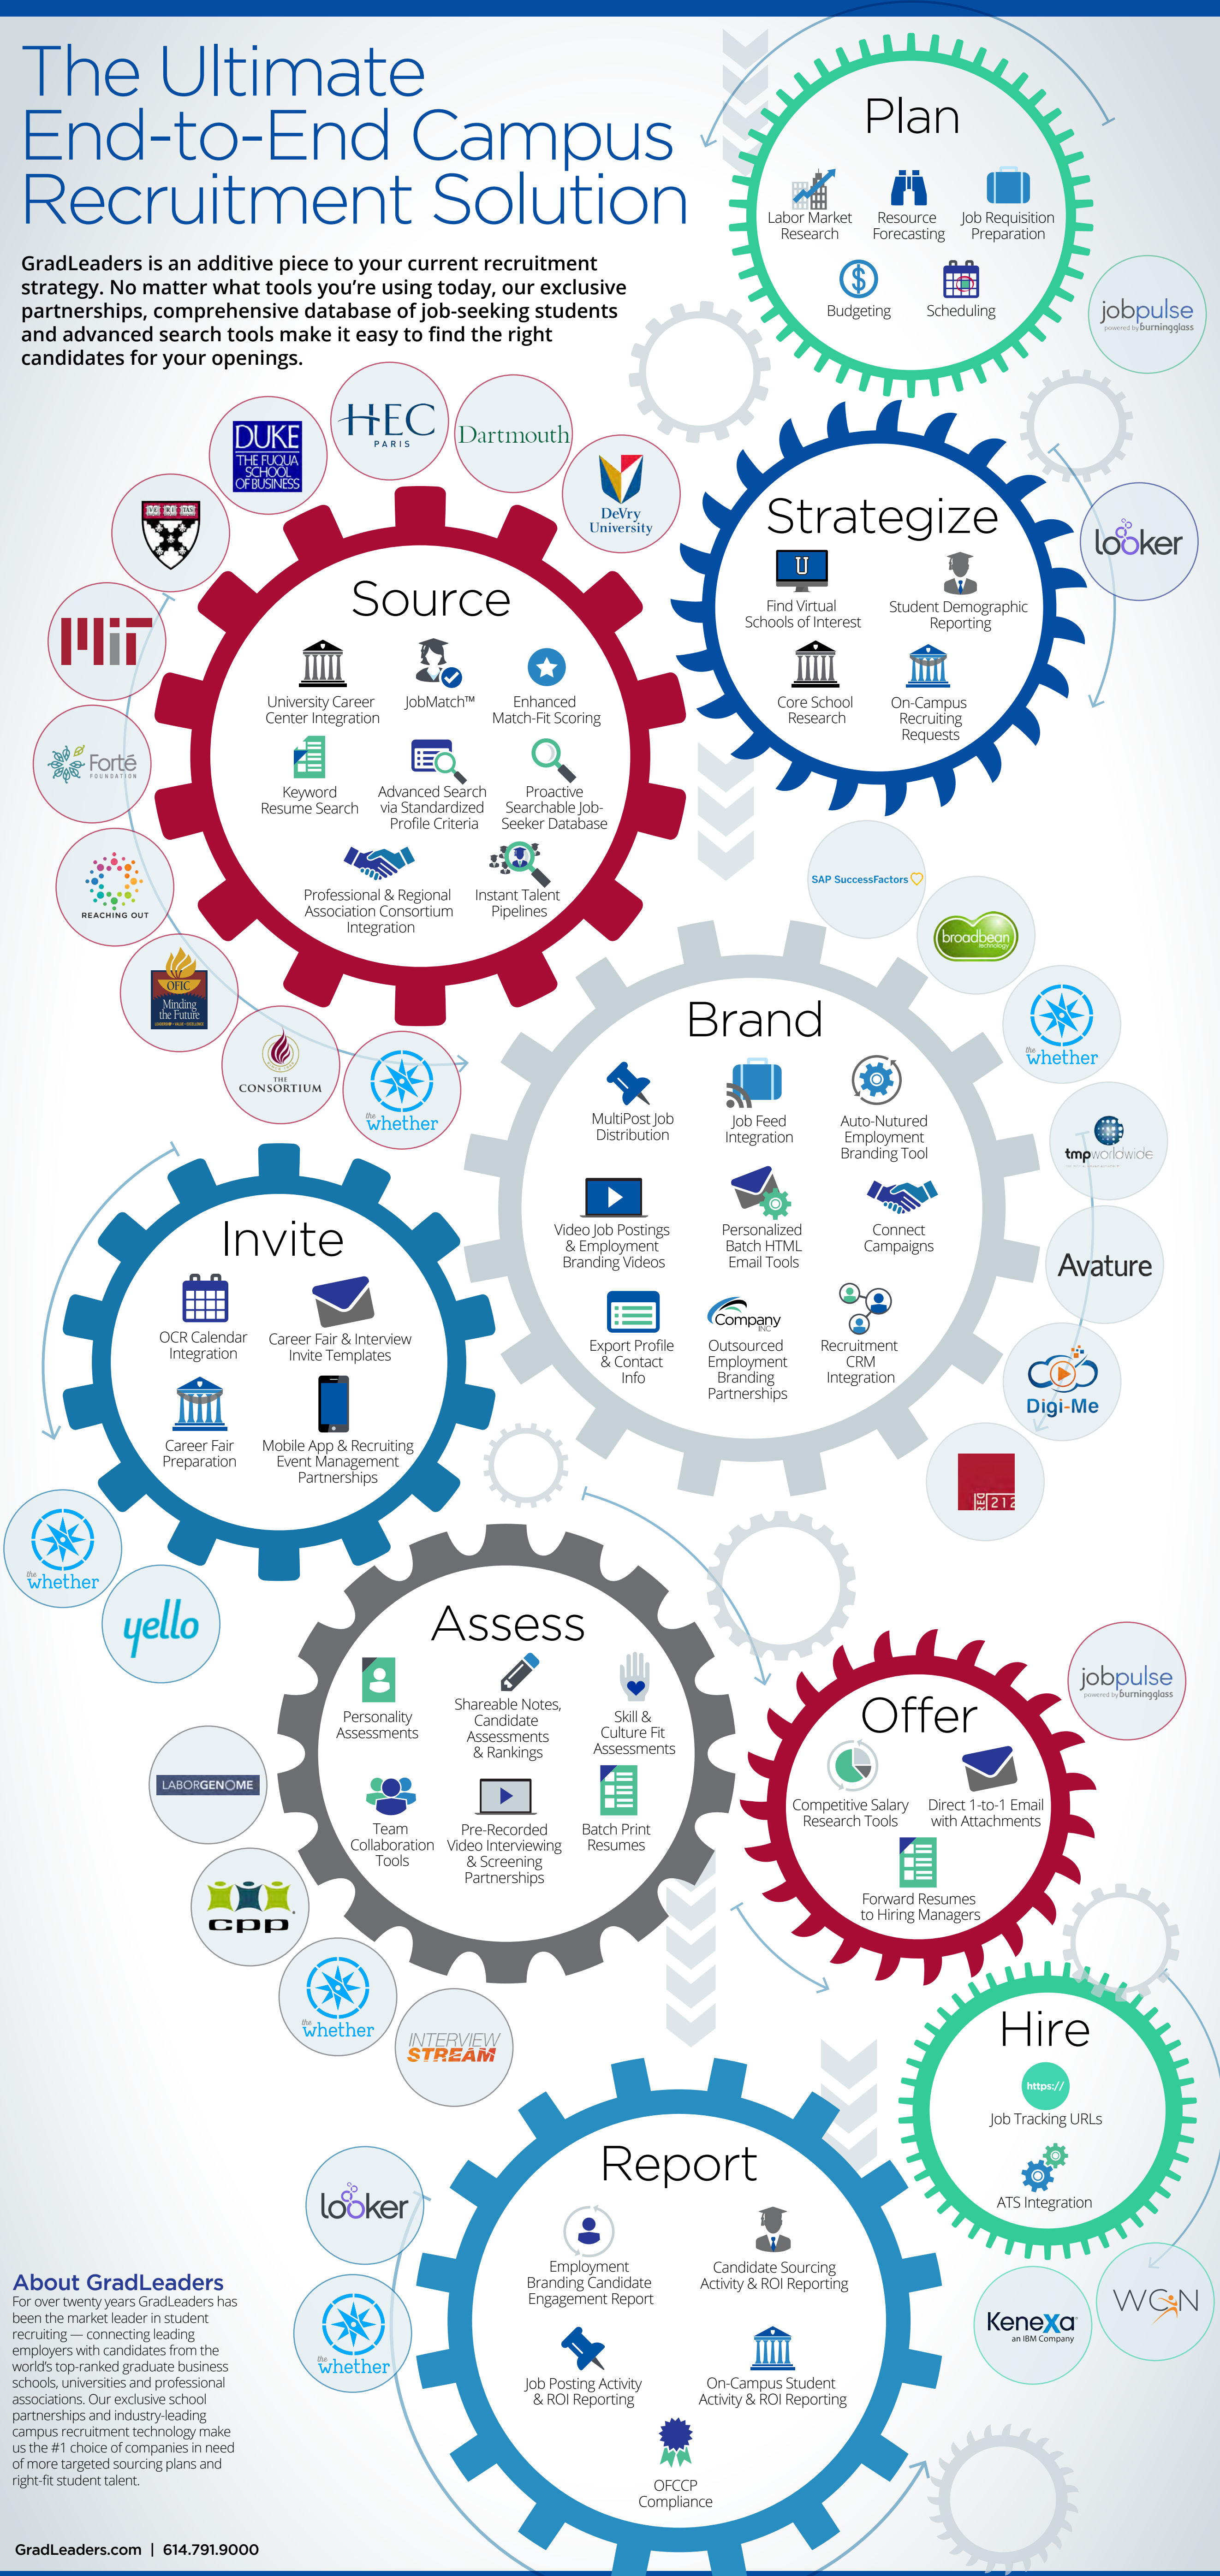 The Ultimate
End-to-End Campus
Recruitment Solution
GradLeaders is an additive piece to your current recruitment
strategy. No matter what tools you're using today, our exclusive
partnerships, comprehensive database of job-seeking students
and advanced search tools make it easy to find the right
candidates for your openings.
Plan
Labor Market
Research
Resource
Forecasting
Job Requisition
Preparation
Budgeting
Scheduling
jobpulse
powered by burningglass
Strategize
U
Find Virtual
Schools of Interest
Student Demographic
Reporting
Core School
Research
On-Campus
Recruiting
Requests
looker
DUKE
THE FUQUA
SCHOOL
OF BUSINESS
HEC
PARIS
Dartmouth
DeVry
University
VE RI TAS
MIT
Forté
FOUNDATION
REACHING OUT
OFIC
Minding
the Future
THE
CONSORTIUM
the
whether
Source
University Career
Center Integration
JobMatch™
Enhanced
Match-Fit Scoring
Keyword
Resume Search
Advanced Search
via Standardized
Profile Criteria
Proactive
Searchable Job-
Seeker Database
Professional & Regional
Association Consortium
Integration
Instant Talent
Pipelines
SAP SuccessFactors
broadbean
technology
the
whether
tmpworldwide
Avature
Digi-Me
REC
212
Brand
MultiPost Job
Distribution
Job Feed
Integration
Auto-Nutured
Employment
Branding Tool
Video Job Postings
& Employment
Branding Videos
Personalized
Batch HTML
Email Tools
Connect
Campaigns
Export Profile
& Contact
Info
Company
INC
Outsourced
Employment
Branding
Partnerships
Recruitment
CRM
Integration
Invite
OCR Calendar
Integration
Career Fair & Interview
Invite Templates
Career Fair
Preparation
Mobile App & Recruiting
Event Management
Partnerships
the
whether
yello
Assess
Personality
Assessments
Shareable Notes,
Candidate
Assessments
& Rankings
Skill &
Culture Fit
Assessments
Team
Collaboration
Tools
Pre-Recorded
Video Interviewing
& Screening
Partnerships
Batch Print
Resumes
LABORGENOME
cpp
the
whether
INTERVIEW
STREAM
Offer
Competitive Salary
Research Tools
Direct 1-to-1 Email
with Attachments
Forward Resumes
to Hiring Managers
jobpulse
powered by burningglass
Hire
https://
Job Tracking URLs
ATS Integration
Kenexa
an IBM Company
WCN
Report
Employment
Branding Candidate
Engagement Report
Candidate Sourcing
Activity & ROI Reporting
Job Posting Activity
& ROI Reporting
On-Campus Student
Activity & ROI Reporting
OFCCP
Compliance
looker
the
whether
About GradLeaders
For over twenty years GradLeaders has
been the market leader in student
recruiting — connecting leading
employers with candidates from the
world's top-ranked graduate business
schools, universities and professional
associations. Our exclusive school
partnerships and industry-leading
campus recruitment technology make
us the #1 choice of companies in need
of more targeted sourcing plans and
right-fit student talent.
GradLeaders.com | 614.791.9000